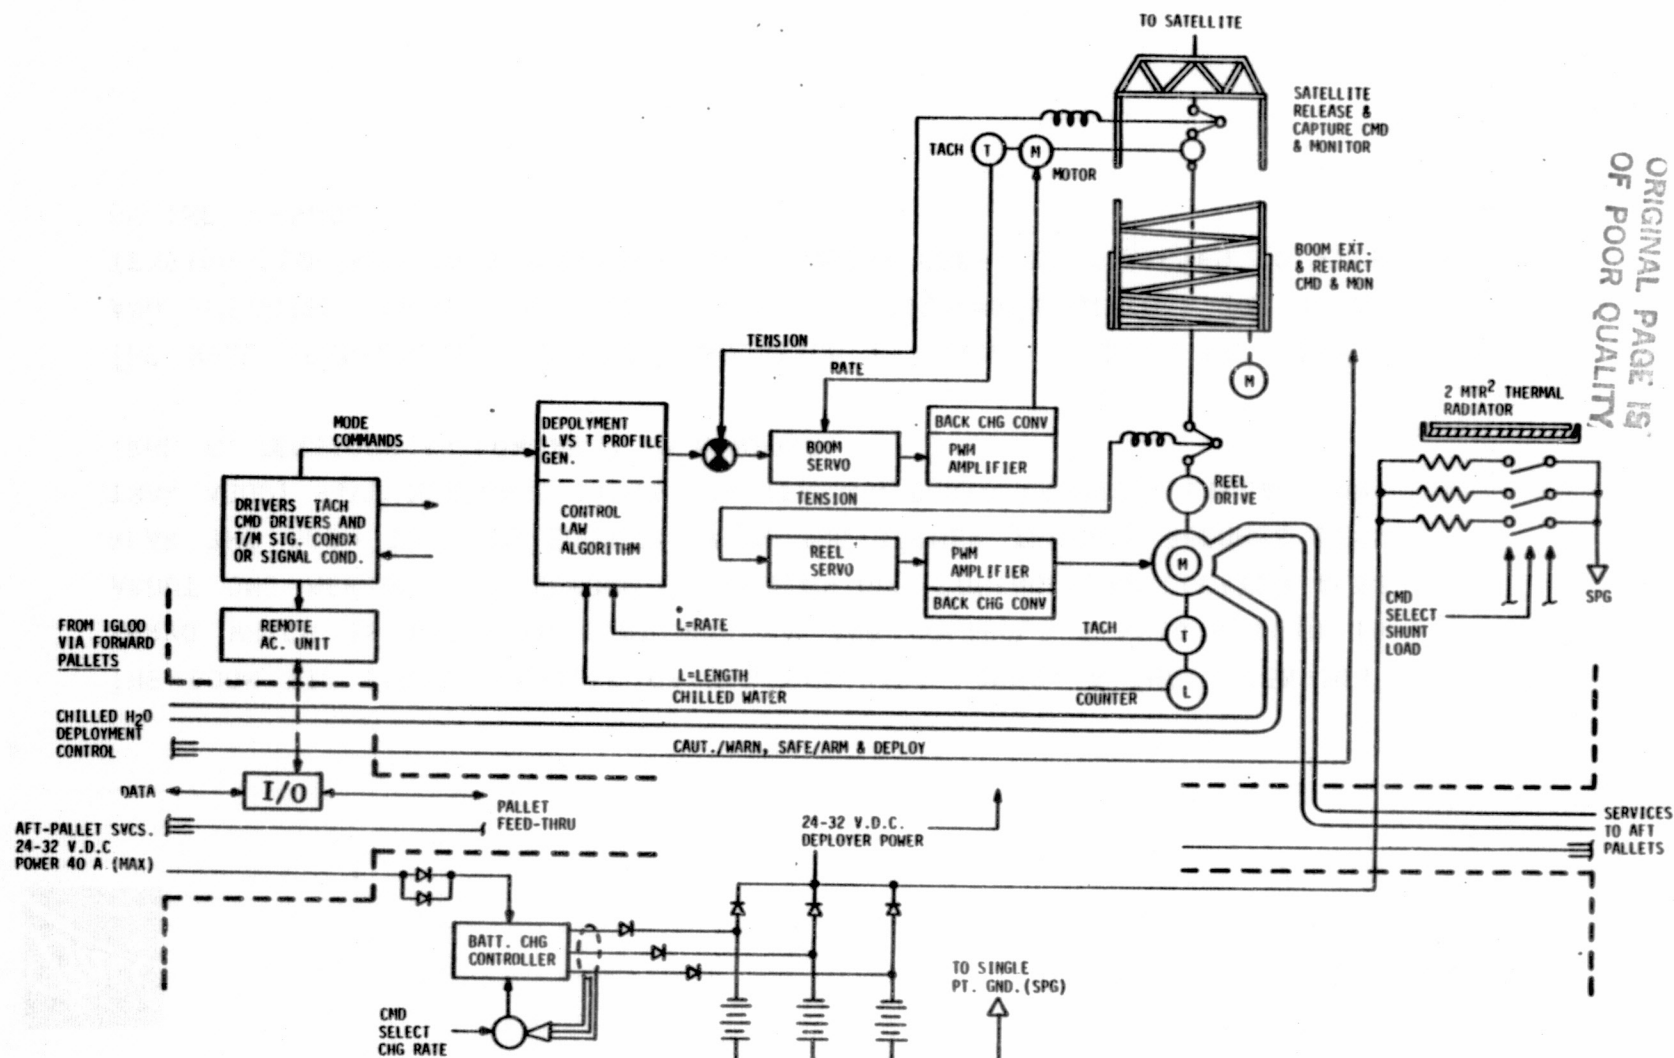 TO SATELLITE
SATELLITE
RELEASE &
CAPTURE CMD
& MONITOR
TACH
T
M
MOTOR
ORIGINAL PAGE IS
OF POOR QUALITY
BOOM EXT.
& RETRACT
CMD & MON
TENSION
RATE
M
2 MTR² THERMAL
RADIATOR
MODE
COMMANDS
DEPOLYMENT
L VS T PROFILE
GEN.
CONTROL
LAW
ALGORITHM
BOOM
SERVO
BACK CHG CONV
PWM
AMPLIFIER
TENSION
REEL
DRIVE
DRIVERS TACH
CMD DRIVERS AND
T/M SIG. CONDX
OR SIGNAL COND.
REEL
SERVO
PWM
AMPLIFIER
BACK CHG CONV
M
CMD
SELECT
SHUNT
LOAD
SPG
FROM IGLOO
VIA FORWARD
PALLETS
REMOTE
AC. UNIT
L̇=RATE
TACH
T
L=LENGTH
COUNTER
L
CHILLED WATER
CHILLED H₂O
DEPLOYMENT
CONTROL
CAUT./WARN, SAFE/ARM & DEPLOY
DATA
I/O
PALLET
FEED-THRU
AFT-PALLET SVCS.
24-32 V.D.C
POWER 40 A (MAX)
24-32 V.D.C.
DEPLOYER POWER
SERVICES
TO AFT
PALLETS
BATT. CHG
CONTROLLER
TO SINGLE
PT. GND.(SPG)
CMD
SELECT
CHG RATE